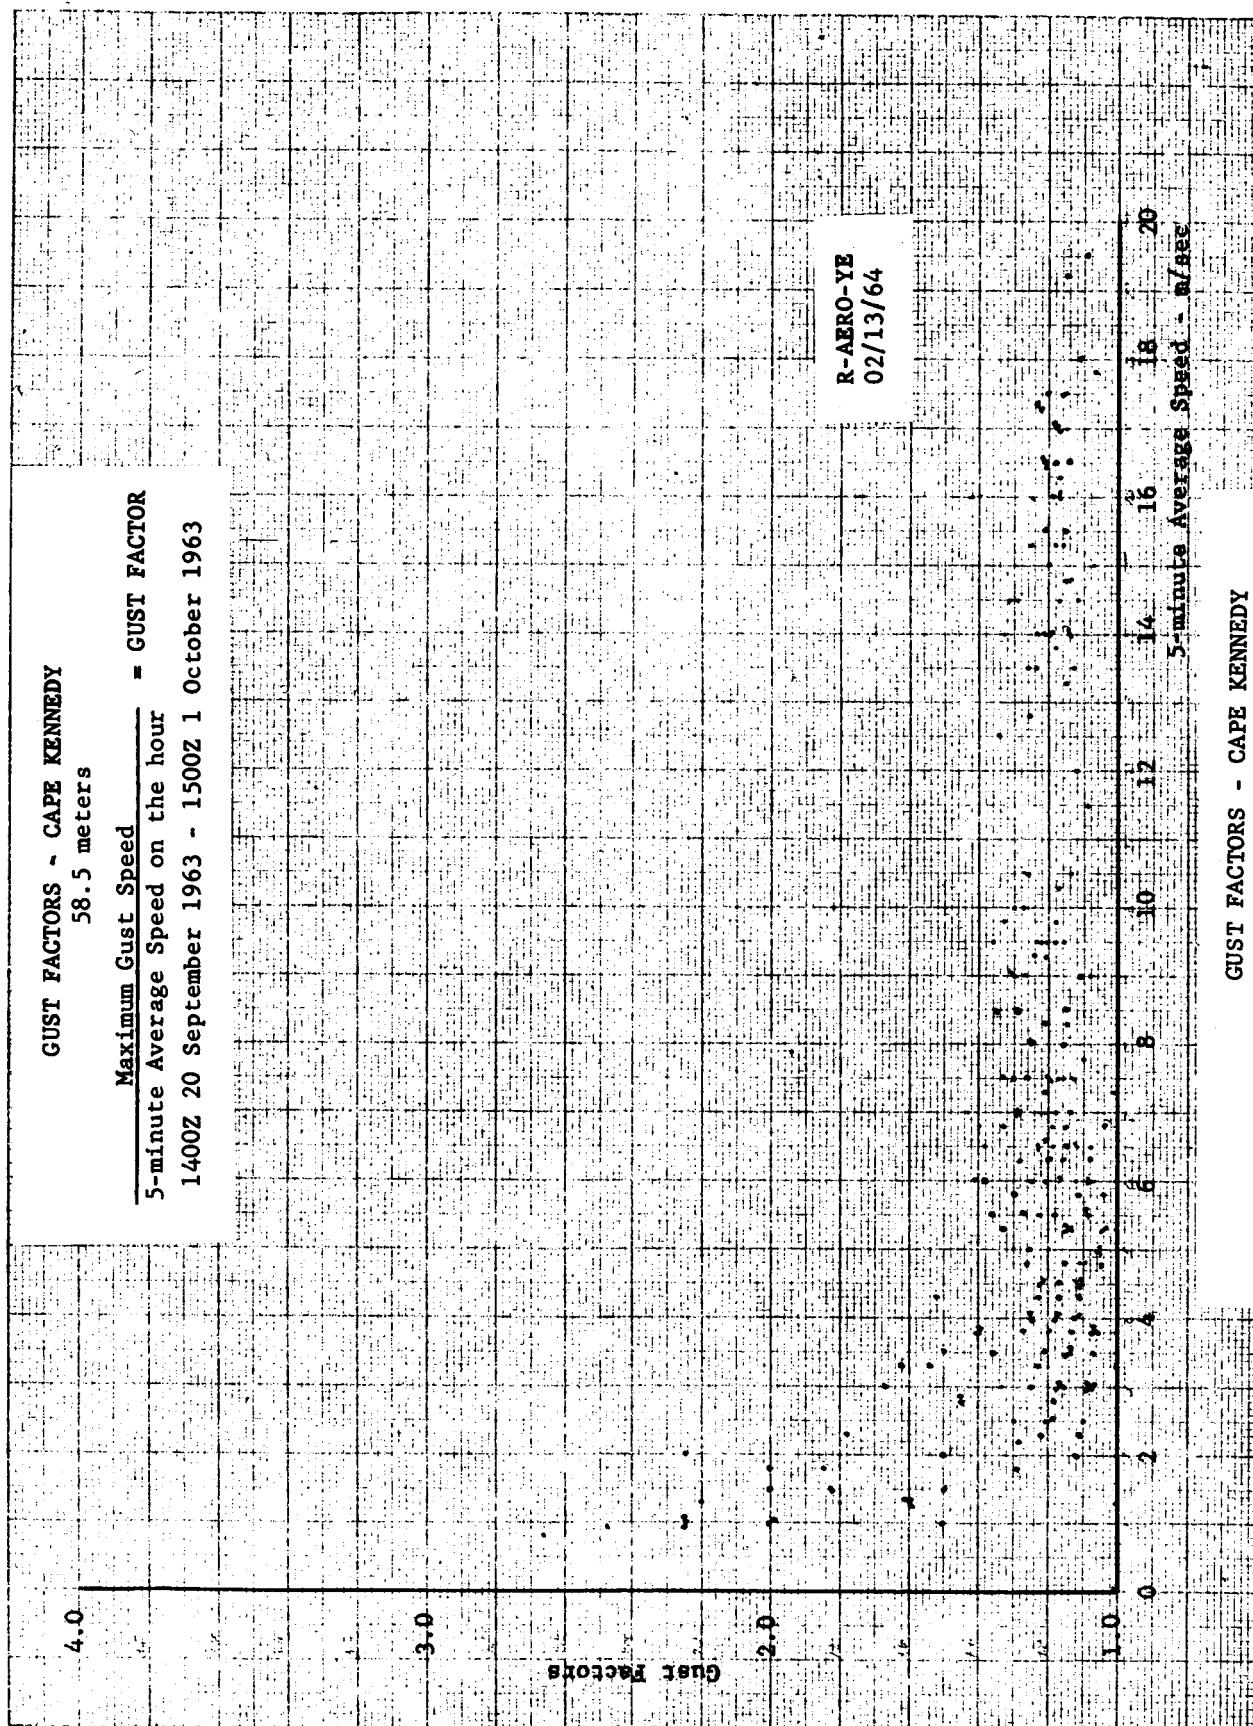 GUST FACTORS - CAPE KENNEDY
58.5 meters
Maximum Gust Speed
5-minute Average Speed on the hour = GUST FACTOR
1400Z 20 September 1963 - 1500Z 1 October 1963
4.0
3.0
2.0
1.0
Gust Factors
R-AERO-YE
02/13/64
0 2 4 6 8 10 12 14 16 18 20
5-minute Average Speed - m/sec
GUST FACTORS - CAPE KENNEDY